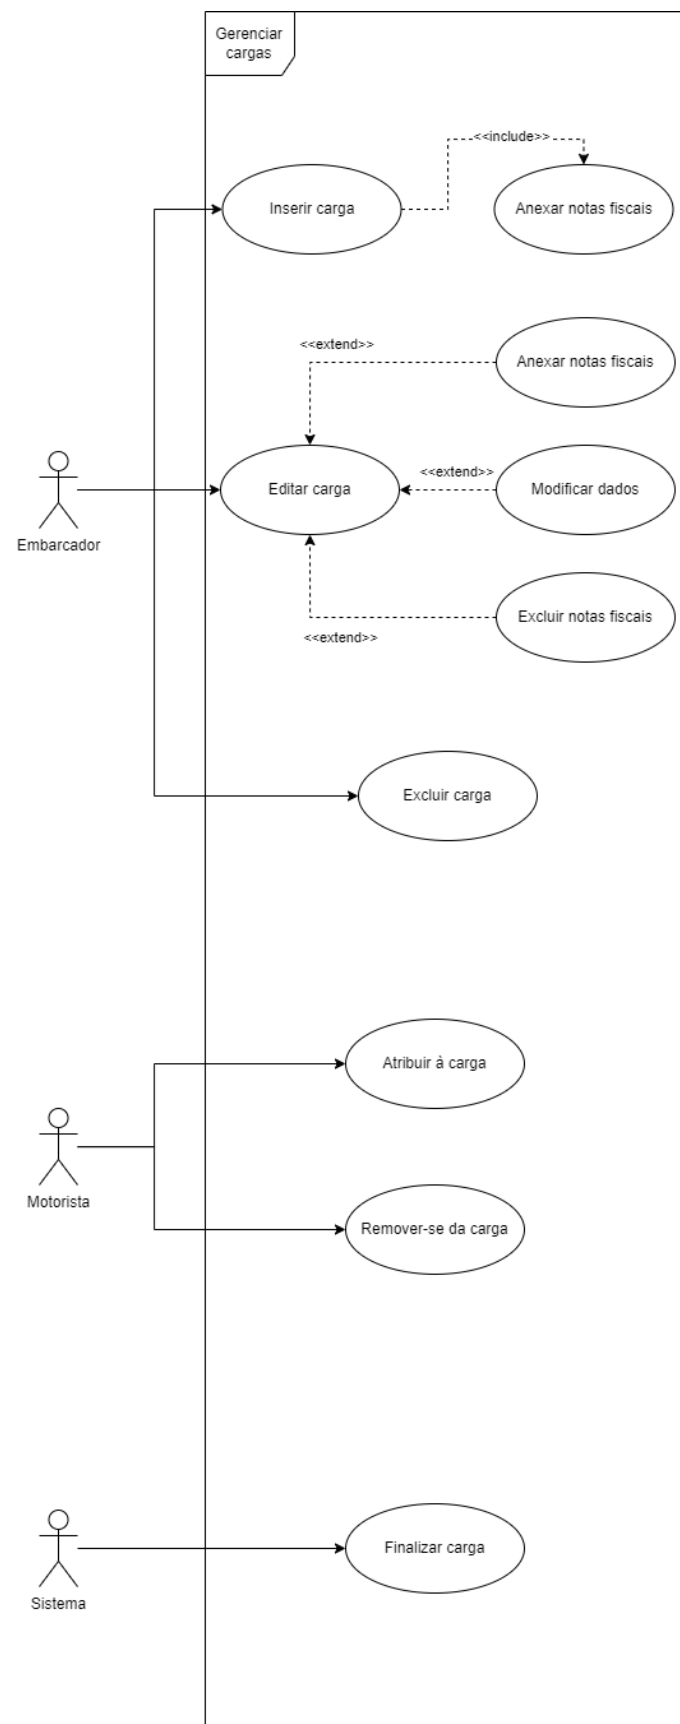 Gerenciar
cargas
<<include>>
Inserir carga
Anexar notas fiscais
<<extend>>
Anexar notas fiscais
<<extend>>
Editar carga
Modificar dados
Embarcador
Excluir notas fiscais
<<extend>>
Excluir carga
Atribuir à carga
Motorista
Remover-se da carga
Finalizar carga
Sistema